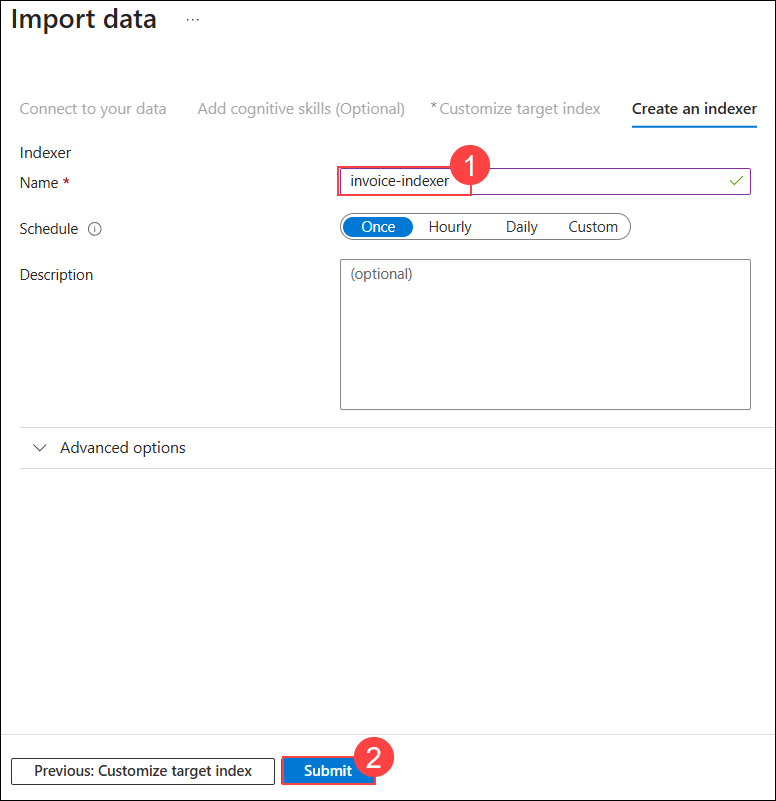 Import data ...
Connect to your data Add cognitive skills (Optional) * Customize target index Create an indexer
Indexer
Name * invoice-indexer 1
Schedule Once Hourly Daily Custom
Description (optional)
Advanced options
Previous: Customize target index Submit 2